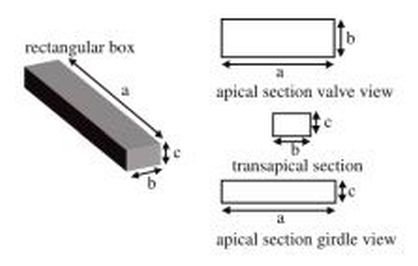 rectangular box
a
c
b
b
a
apical section valve view
c
b
transapical section
c
a
apical section girdle view